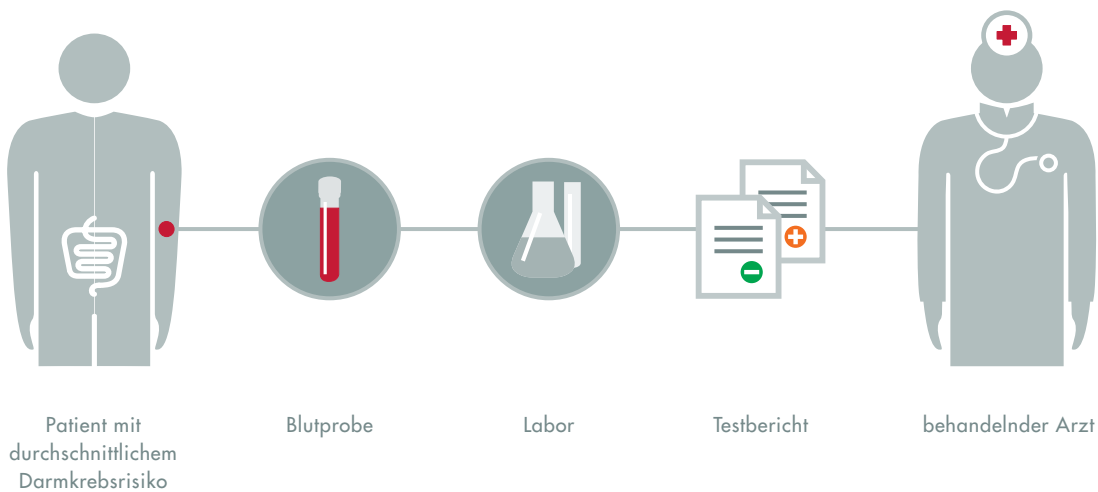 Patient mit
durchschnittlichem
Darmkrebsrisiko
Blutprobe
Labor
Testbericht
behandelnder Arzt